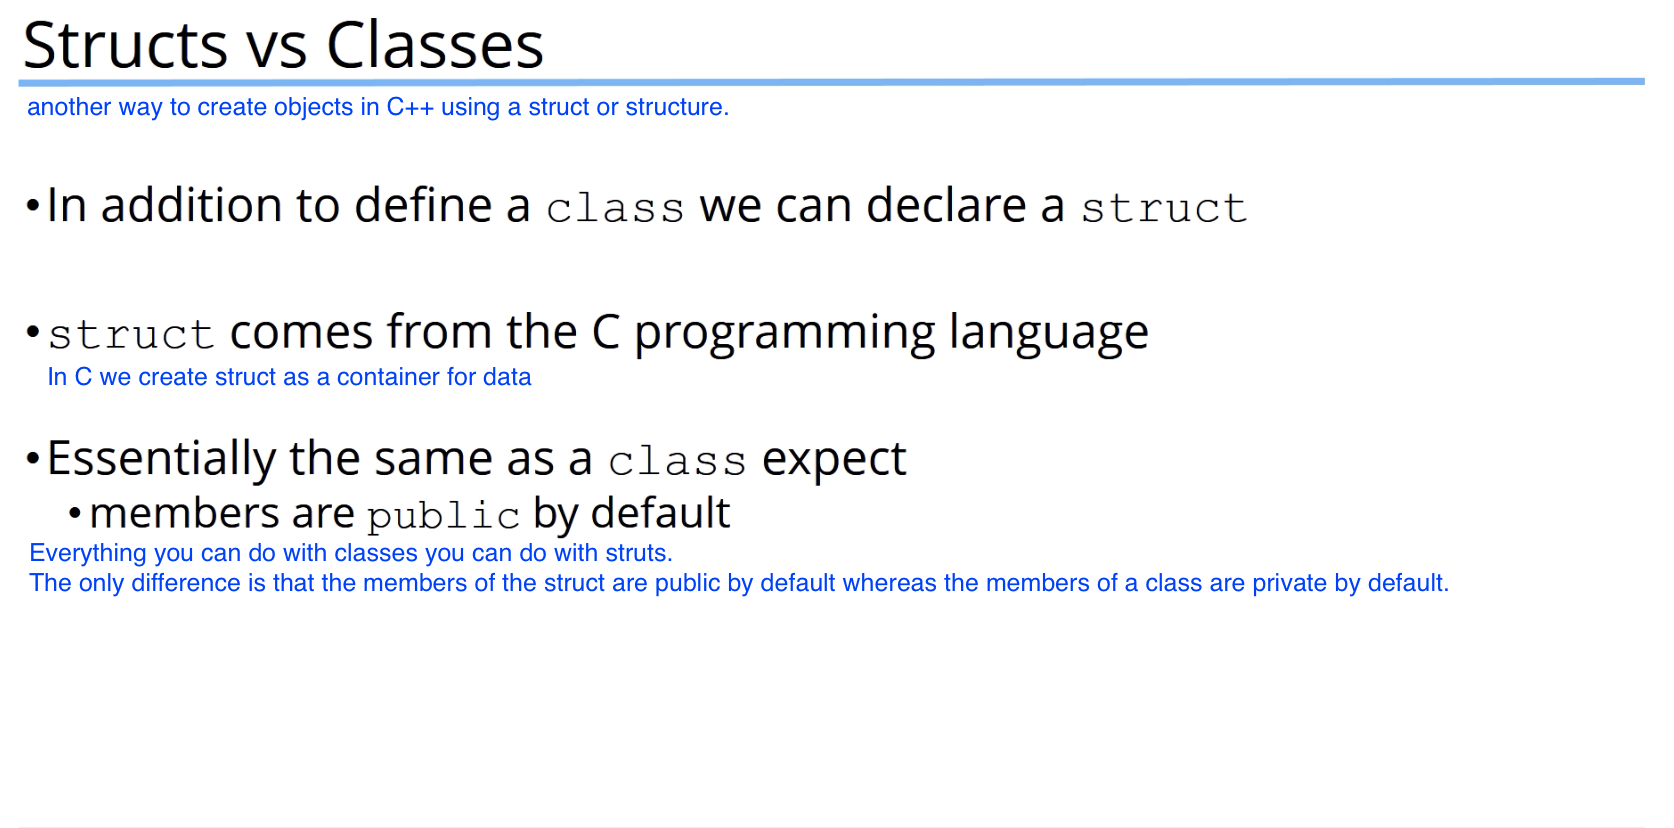 Structs vs Classes
another way to create objects in C++ using a struct or structure.
•In addition to define a class we can declare a struct
•struct comes from the C programming language
In C we create struct as a container for data
•Essentially the same as a class expect
•members are public by default
Everything you can do with classes you can do with struts.
The only difference is that the members of the struct are public by default whereas the members of a class are private by default.